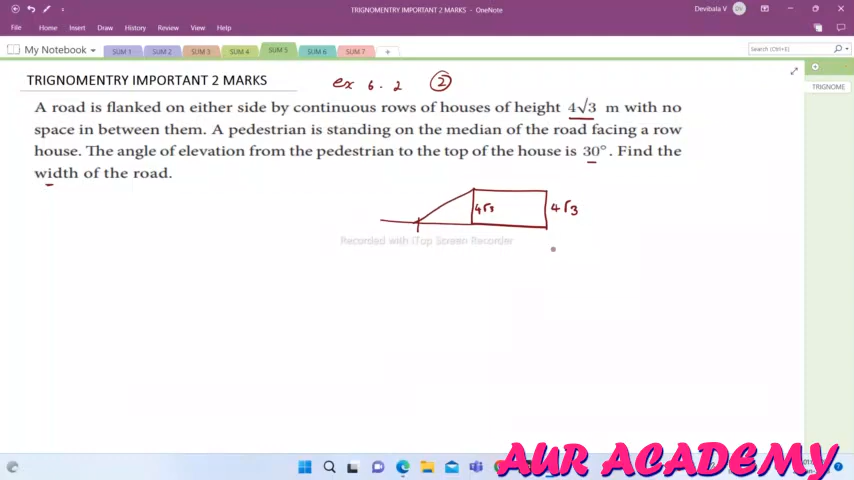 TRIGNOMENTRY IMPORTANT 2 MARKS - OneNote
Devibala V
File Home Insert Draw History Review View Help
My Notebook SUM 1 SUM 2 SUM 3 SUM 4 SUM 5 SUM 6 SUM 7 +
Search (Ctrl+E)
TRIGNOME
TRIGNOMENTRY IMPORTANT 2 MARKS
ex 6.2 2
A road is flanked on either side by continuous rows of houses of height 4√3 m with no
space in between them. A pedestrian is standing on the median of the road facing a row
house. The angle of elevation from the pedestrian to the top of the house is 30°. Find the
width of the road.
4√3 4√3
Recorded with iTop Screen Recorder
AUR ACADEMY